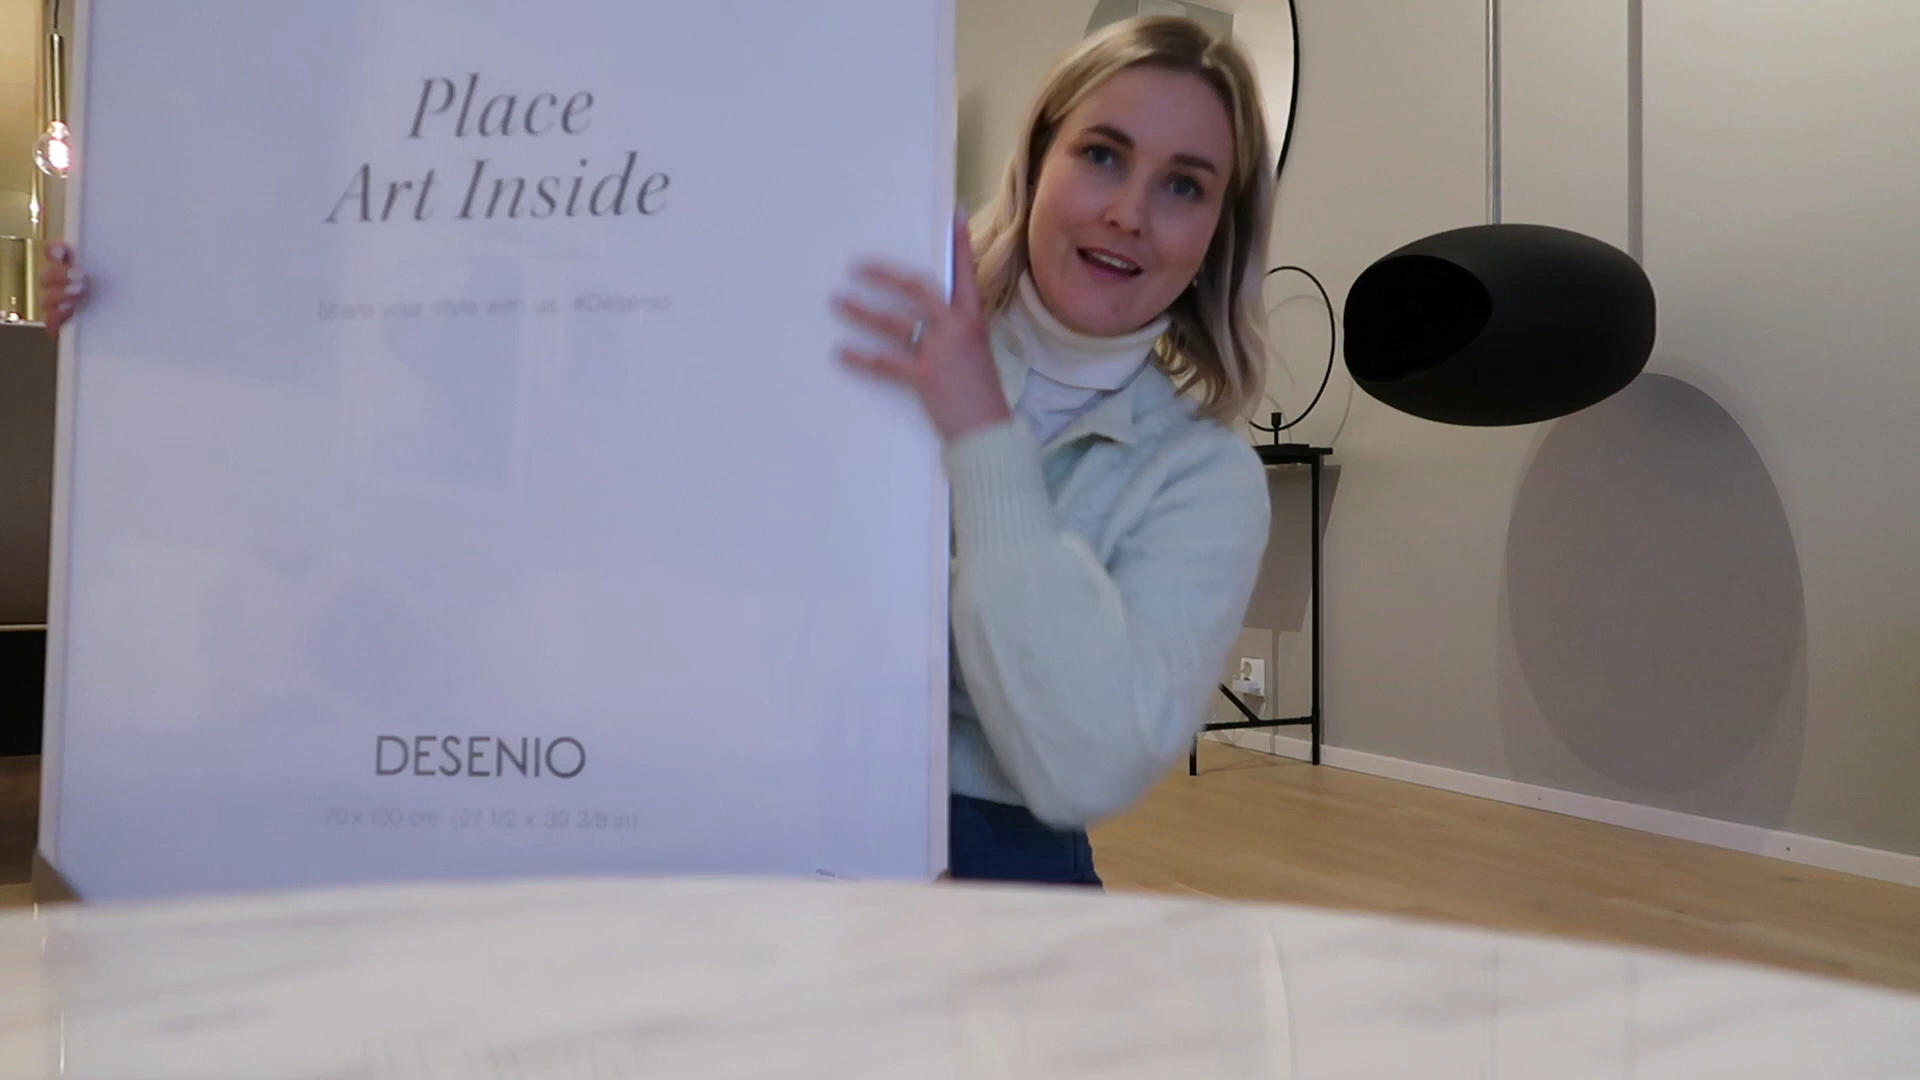 Place
Art Inside
Share your style with us #Desenio
DESENIO
70 x 100 cm (27 1/2 x 39 3/8 in)